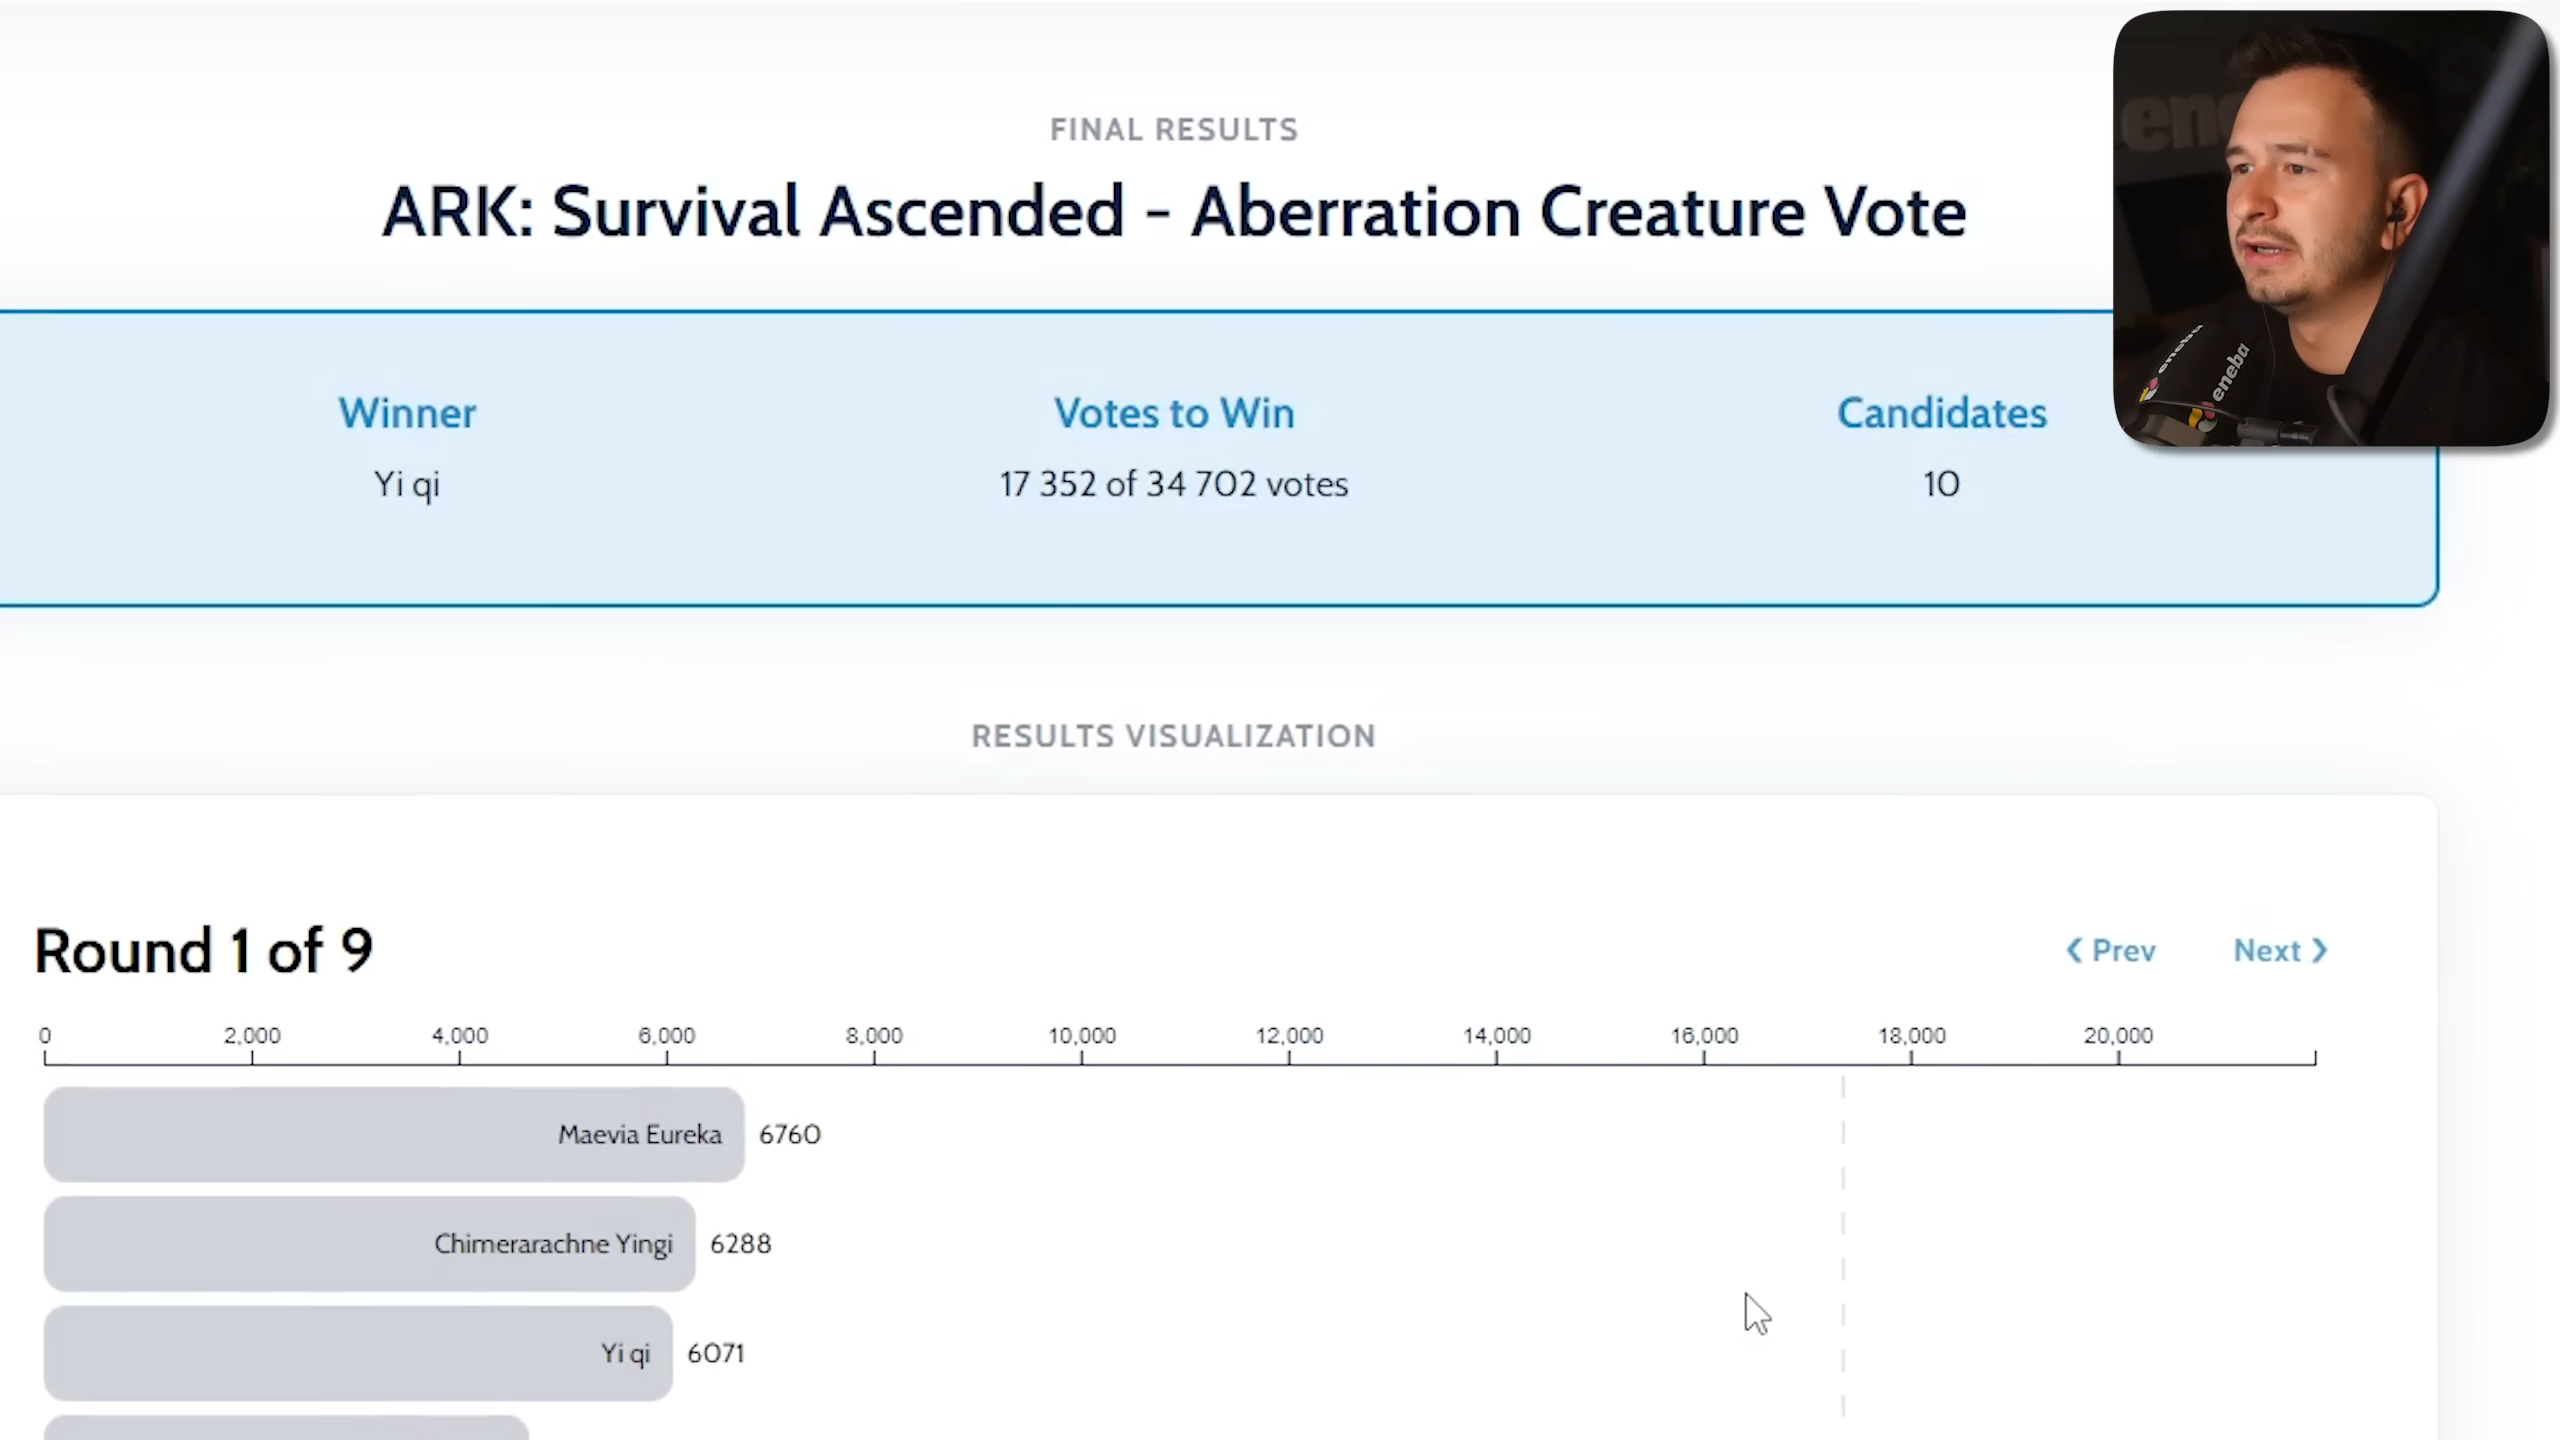 FINAL RESULTS
ARK: Survival Ascended - Aberration Creature Vote
Winner
Votes to Win
Candidates
Yi qi
17 352 of 34 702 votes
10
RESULTS VISUALIZATION
Round 1 of 9
Prev
Next
0 2,000 4,000 6,000 8,000 10,000 12,000 14,000 16,000 18,000 20,000
Maevia Eureka 6760
Chimerarachne Yingi 6288
Yi qi 6071
ene
eneba
eneba